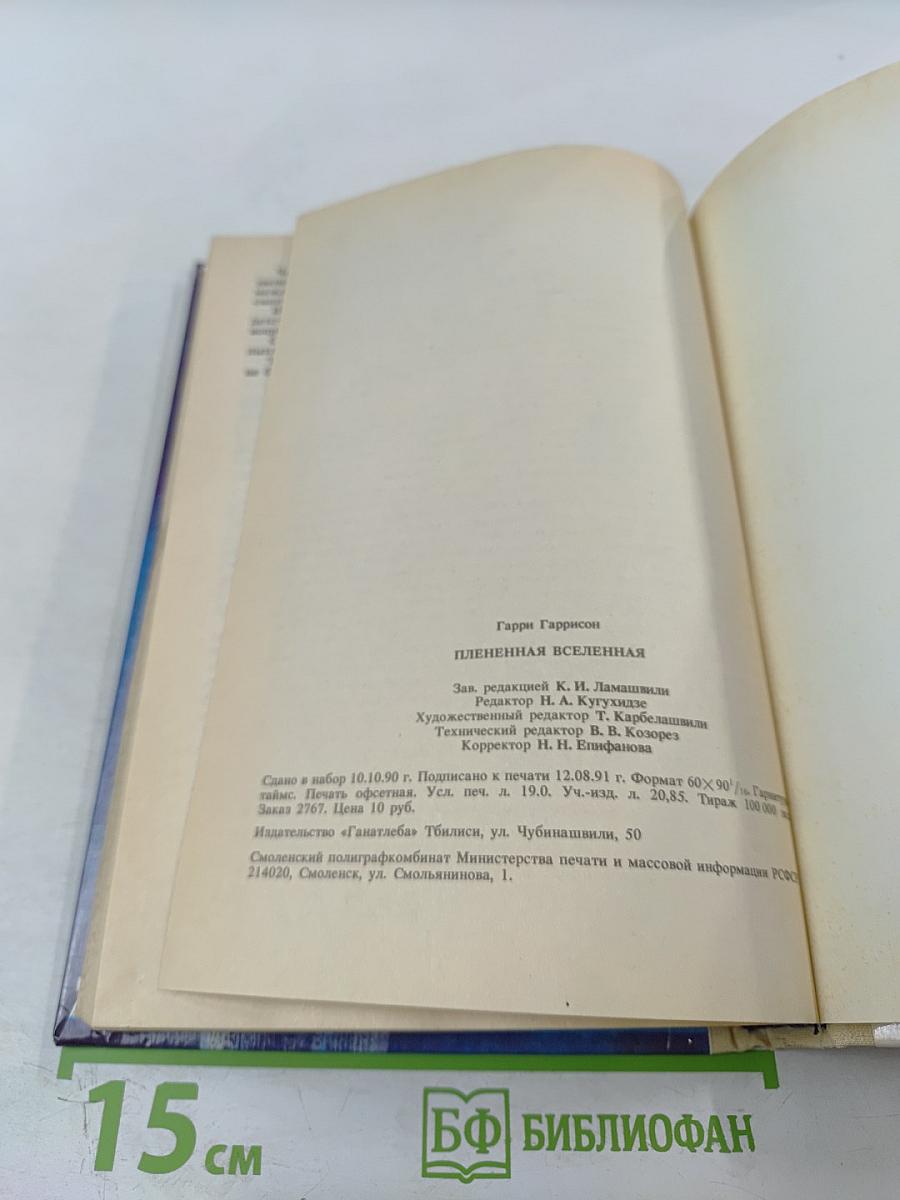 Гарри Гаррисон
ПЛЕНЕННАЯ ВСЕЛЕННАЯ
Зав. редакцией К. И. Ламашвили
Редактор Н. А. Кугухидзе
Художественный редактор Т. Карбелашвили
Технический редактор В. В. Козорез
Корректор Н. Н. Епифанова
Сдано в набор 10.10.90 г. Подписано к печати 12.08.91 г. Формат 60×90¹/₁₆.
таймс. Печать офсетная. Усл. печ. л. 19.0. Уч.-изд. л. 20,85. Тираж 100 000
Заказ 2767. Цена 10 руб.
Издательство «Ганатлеба» Тбилиси, ул. Чубинашвили, 50
Смоленский полиграфкомбинат Министерства печати и массовой информации РСФС
214020, Смоленск, ул. Смольянинова, 1.
15 см
БФ БИБЛИОФАН